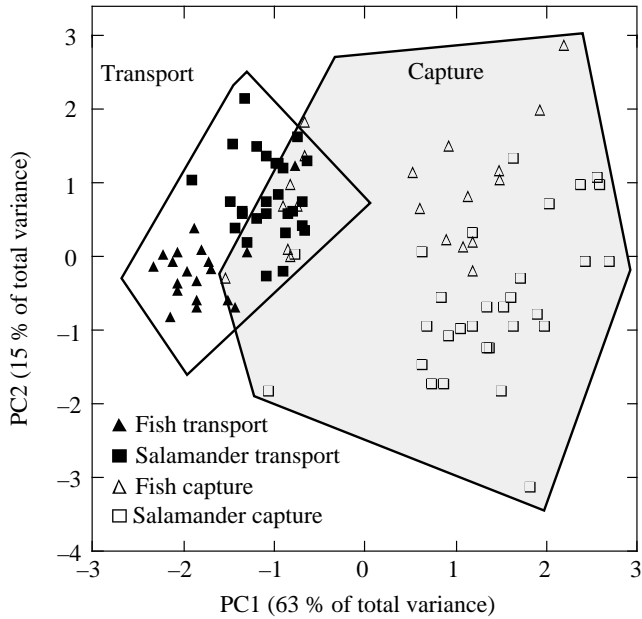 3
Transport
Capture
2
1
0
–1
–2
–3
–4
PC2 (15 % of total variance)
Fish transport
Salamander transport
Fish capture
Salamander capture
–3
–2
–1
0
1
2
3
PC1 (63 % of total variance)